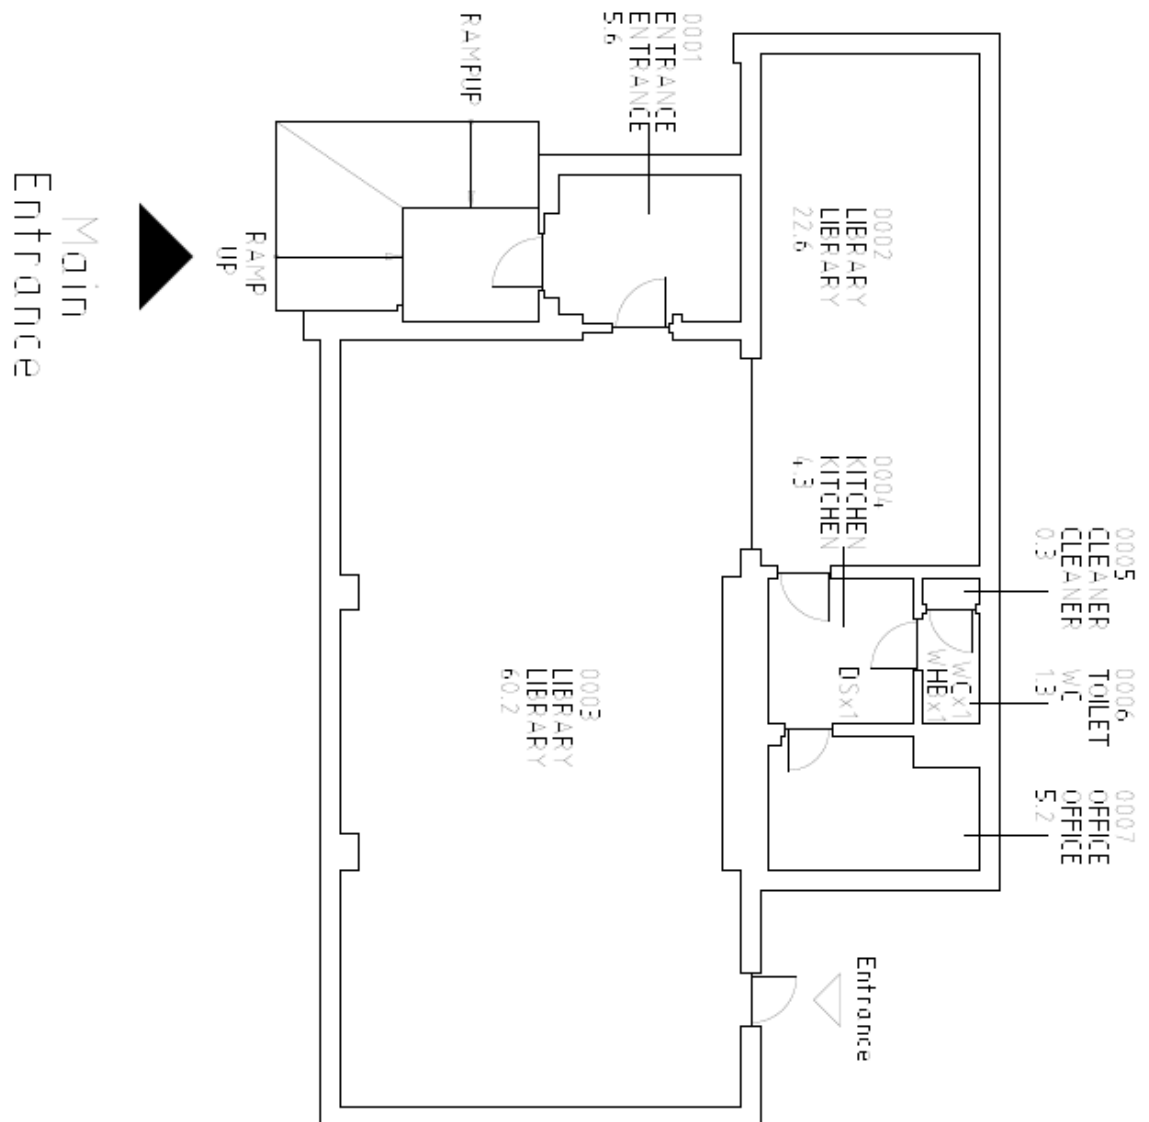 0001
ENTRANCE
ENTRANCE
5.6
RAMPUP
Main
Entrance
RAMP
UP
0002
LIBRARY
LIBRARY
22.6
0004
KITCHEN
KITCHEN
4.3
0005
CLEANER
CLEANER
0.3
0003
LIBRARY
LIBRARY
60.2
DSx1
WCx1
WHBx1
0006
TOILET
WC
1.3
0007
OFFICE
OFFICE
5.2
Entrance